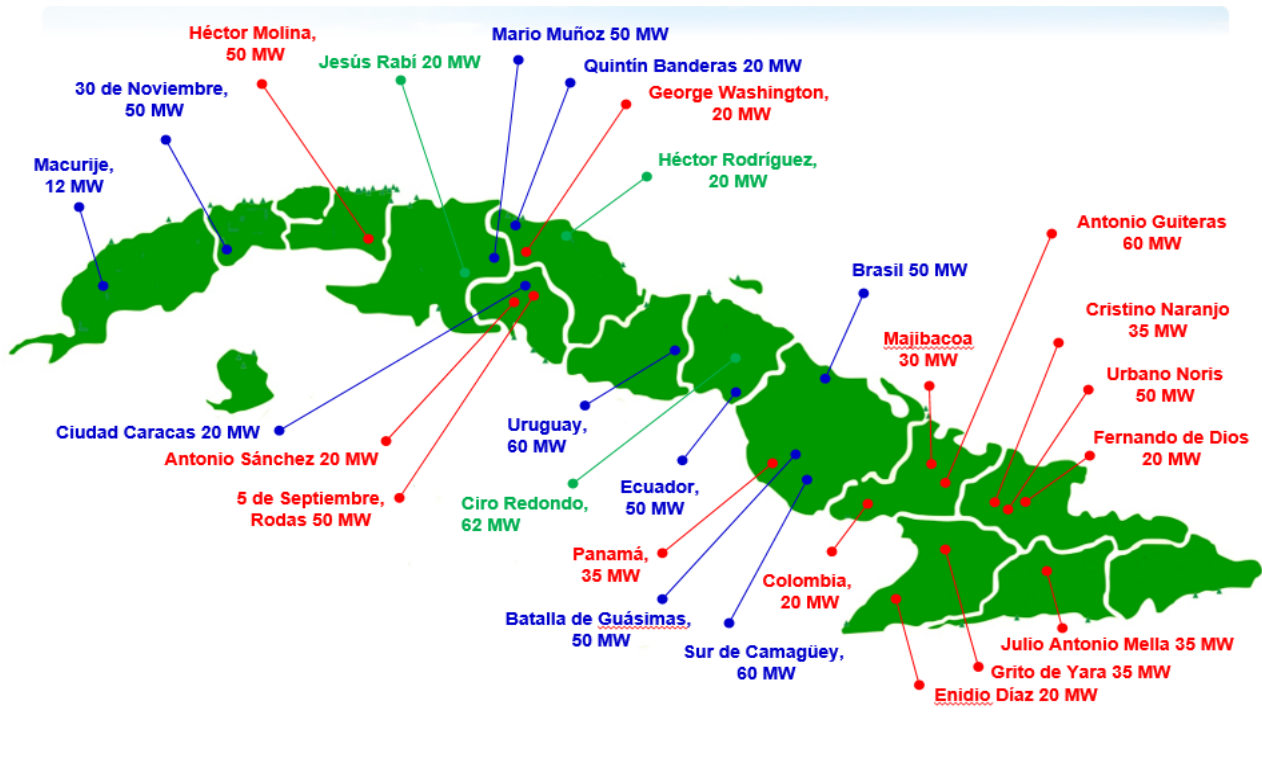 Héctor Molina,
50 MW
Mario Muñoz 50 MW
Jesús Rabí 20 MW
Quintín Banderas 20 MW
30 de Noviembre,
50 MW
George Washington,
20 MW
Macurije,
12 MW
Héctor Rodríguez,
20 MW
Antonio Guiteras
60 MW
Brasil 50 MW
Cristino Naranjo
35 MW
Majibacoa
30 MW
Urbano Noris
50 MW
Ciudad Caracas 20 MW
Uruguay,
60 MW
Fernando de Dios
20 MW
Antonio Sánchez 20 MW
5 de Septiembre,
Rodas 50 MW
Ciro Redondo,
62 MW
Ecuador,
50 MW
Panamá,
35 MW
Colombia,
20 MW
Batalla de Guásimas,
50 MW
Sur de Camagüey,
60 MW
Julio Antonio Mella 35 MW
Grito de Yara 35 MW
Enidio Díaz 20 MW